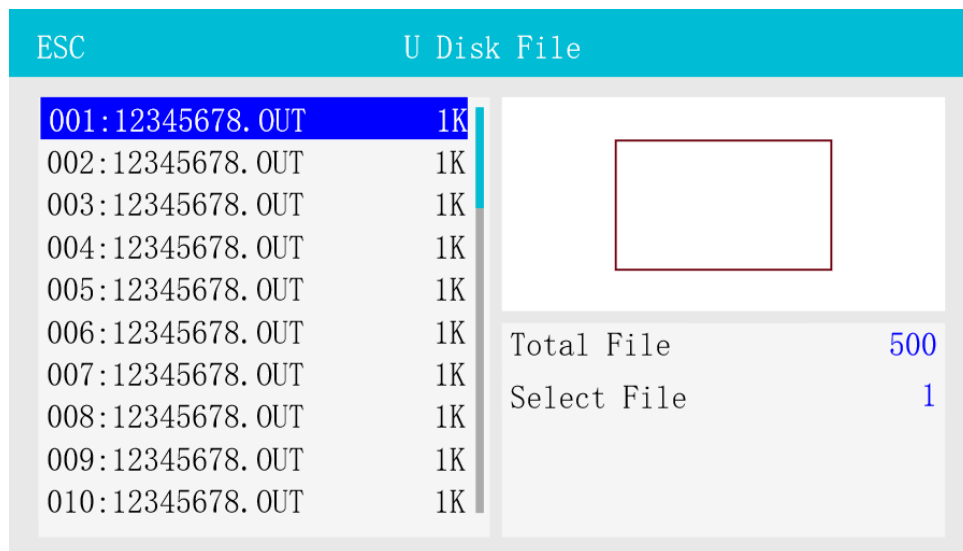 ESC U Disk File
001:12345678.OUT 1K
002:12345678.OUT 1K
003:12345678.OUT 1K
004:12345678.OUT 1K
005:12345678.OUT 1K
006:12345678.OUT 1K
007:12345678.OUT 1K
008:12345678.OUT 1K
009:12345678.OUT 1K
010:12345678.OUT 1K
Total File 500
Select File 1